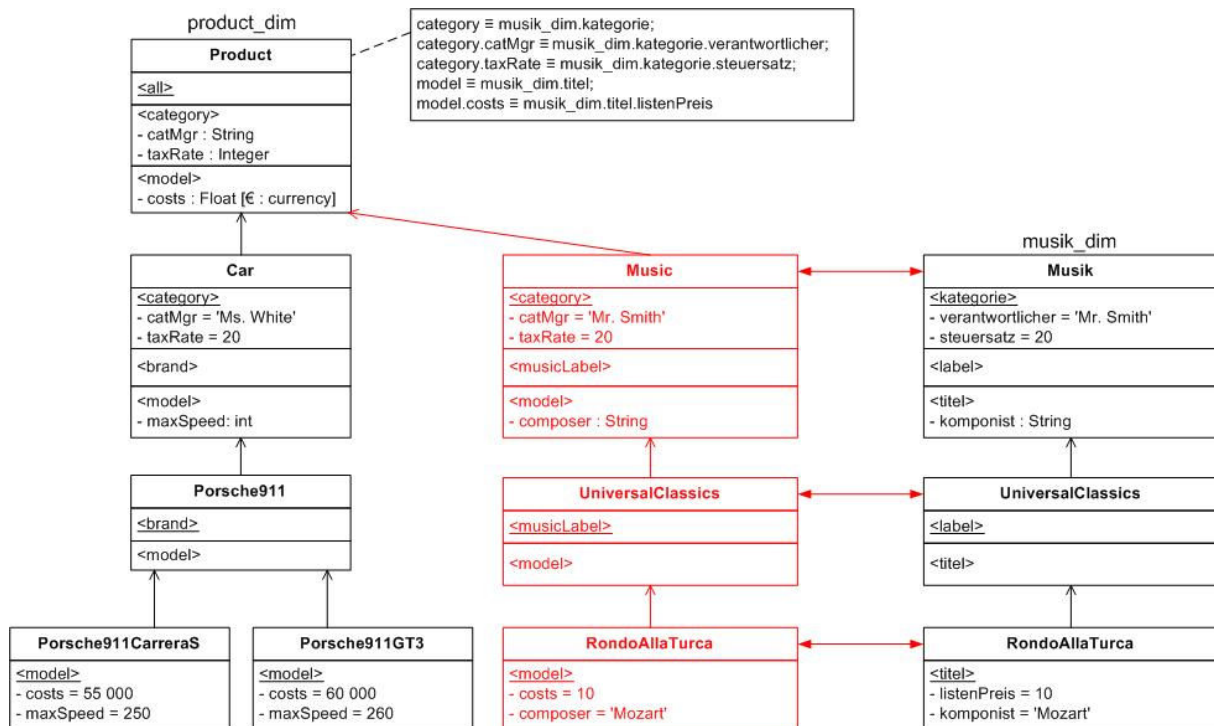 product_dim
Product
<all>
<category>
- catMgr : String
- taxRate : Integer
<model>
- costs : Float [€ : currency]
category ≡ musik_dim.kategorie;
category.catMgr ≡ musik_dim.kategorie.verantwortlicher;
category.taxRate ≡ musik_dim.kategorie.steuersatz;
model ≡ musik_dim.titel;
model.costs ≡ musik_dim.titel.listenPreis
Car
<category>
- catMgr = 'Ms. White'
- taxRate = 20
<brand>
<model>
- maxSpeed: int
Porsche911
<brand>
<model>
Porsche911CarreraS
<model>
- costs = 55 000
- maxSpeed = 250
Porsche911GT3
<model>
- costs = 60 000
- maxSpeed = 260
Music
<category>
- catMgr = 'Mr. Smith'
- taxRate = 20
<musicLabel>
<model>
- composer : String
UniversalClassics
<musicLabel>
<model>
RondoAllaTurca
<model>
- costs = 10
- composer = 'Mozart'
musik_dim
Musik
<kategorie>
- verantwortlicher = 'Mr. Smith'
- steuersatz = 20
<label>
<titel>
- komponist : String
UniversalClassics
<label>
<titel>
RondoAllaTurca
<titel>
- listenPreis = 10
- komponist = 'Mozart'